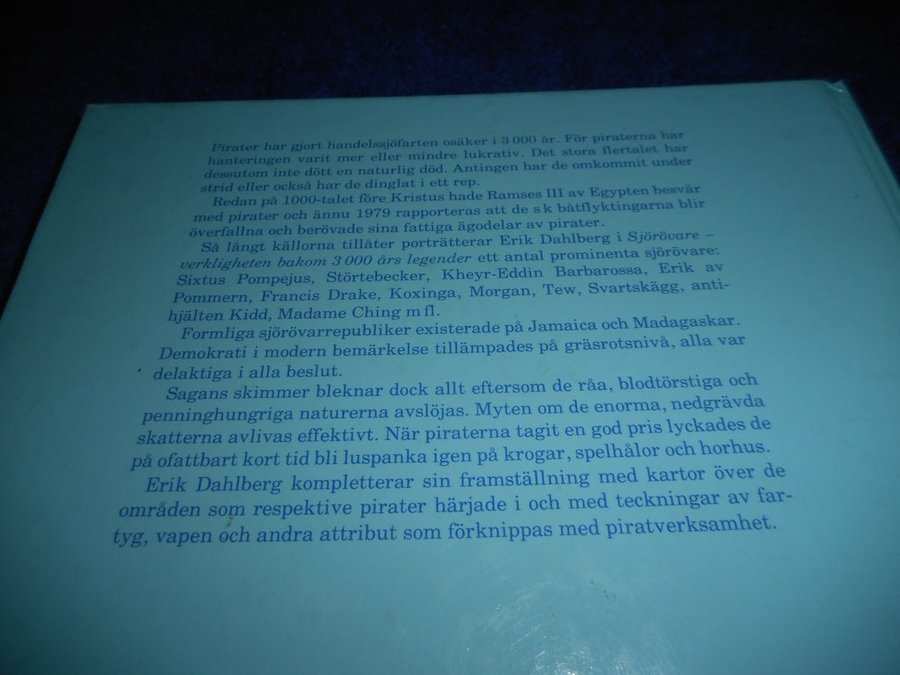 Pirater har gjort handelssjöfarten osäker i 3 000 år. För piraterna har
hanteringen varit mer eller mindre lukrativ. Det stora flertalet har
dessutom inte dött en naturlig död. Antingen har de omkommit under
strid eller också har de dinglat i ett rep.
Redan på 1000-talet före Kristus hade Ramses III av Egypten besvär
med pirater och ännu 1979 rapporteras att de s k båtflyktingarna blir
överfallna och berövade sina fattiga ägodelar av pirater.
Så långt källorna tillåter porträtterar Erik Dahlberg i Sjörövare –
verkligheten bakom 3 000 års legender ett antal prominenta sjörövare:
Sixtus Pompejus, Störtebecker, Kheyr-Eddin Barbarossa, Erik av
Pommern, Francis Drake, Koxinga, Morgan, Tew, Svartskägg, anti-
hjälten Kidd, Madame Ching m fl.
Formliga sjörövarrepubliker existerade på Jamaica och Madagaskar.
Demokrati i modern bemärkelse tillämpades på gräsrotsnivå, alla var
delaktiga i alla beslut.
Sagans skimmer bleknar dock allt eftersom de råa, blodtörstiga och
penninghungriga naturerna avslöjas. Myten om de enorma, nedgrävda
skatterna avlivas effektivt. När piraterna tagit en god pris lyckades de
på ofattbart kort tid bli luspanka igen på krogar, spelhålor och horhus.
Erik Dahlberg kompletterar sin framställning med kartor över de
områden som respektive pirater härjade i och med teckningar av far-
tyg, vapen och andra attribut som förknippas med piratverksamhet.